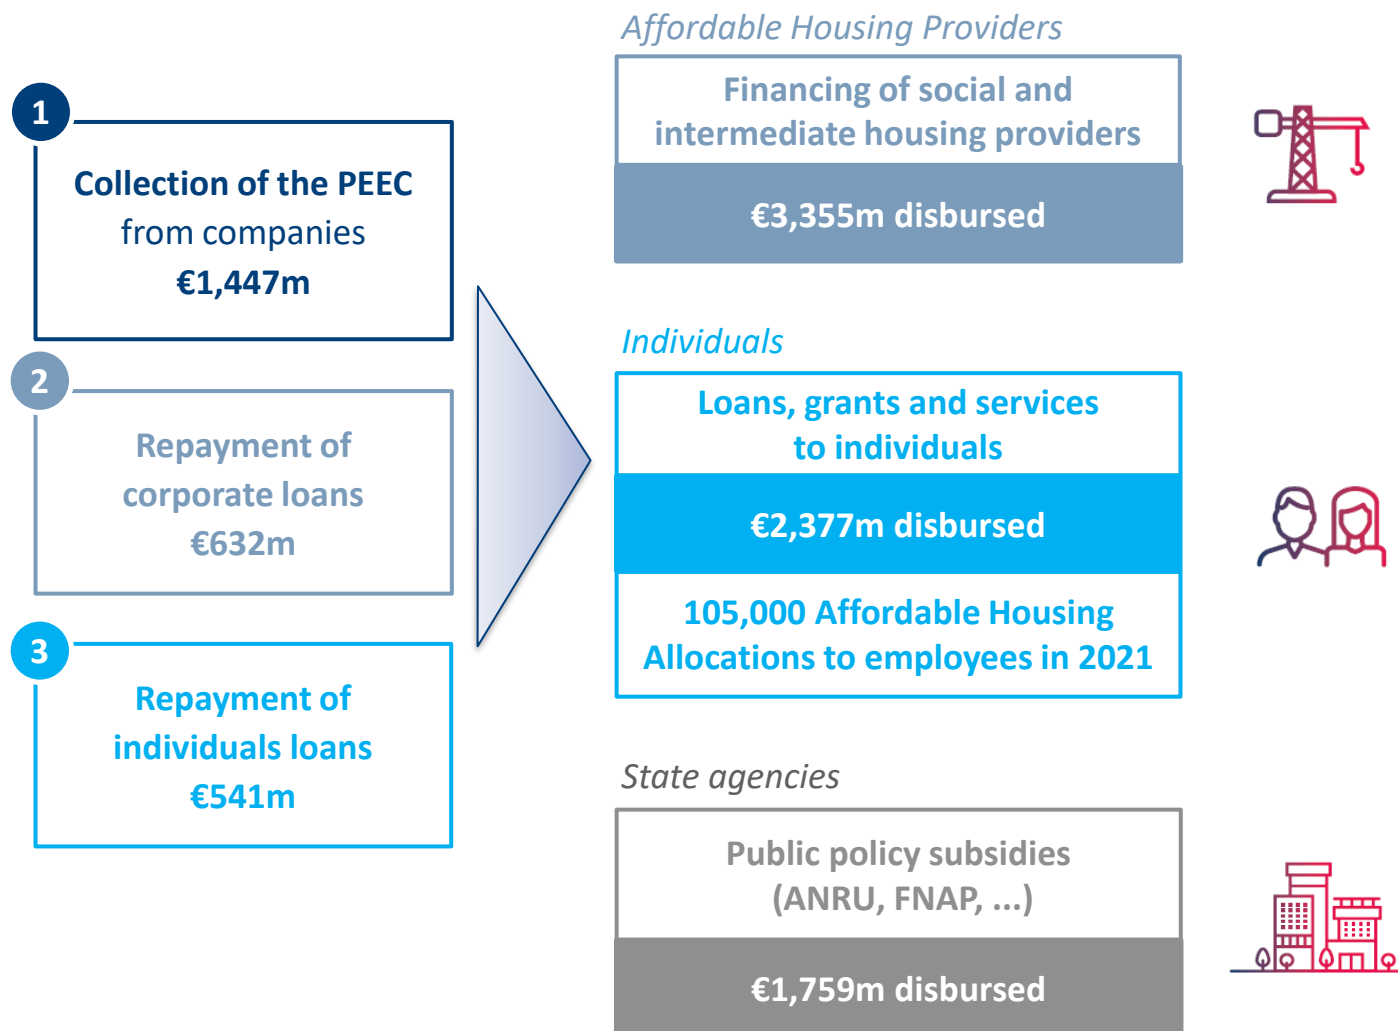 1
Collection of the PEEC
from companies
€1,447m
2
Repayment of
corporate loans
€632m
3
Repayment of
individuals loans
€541m
Affordable Housing Providers
Financing of social and
intermediate housing providers
€3,355m disbursed
Individuals
Loans, grants and services
to individuals
€2,377m disbursed
105,000 Affordable Housing
Allocations to employees in 2021
State agencies
Public policy subsidies
(ANRU, FNAP, ...)
€1,759m disbursed